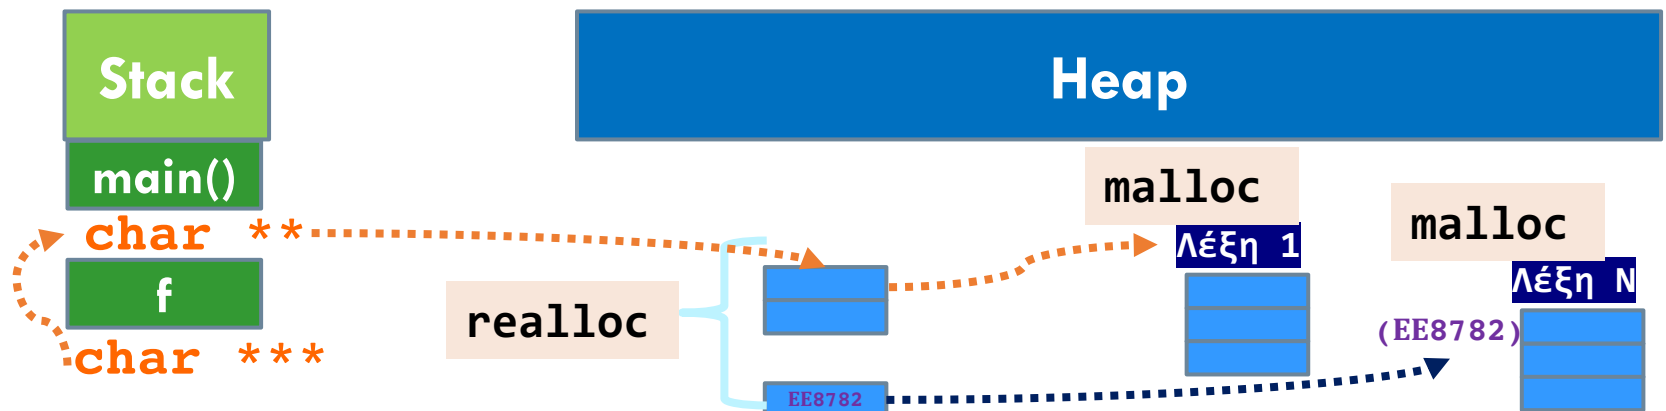 Stack
Heap
main()
char **
f
char ***
realloc
malloc
Λέξη 1
malloc
Λέξη N
(EE8782)
EE8782